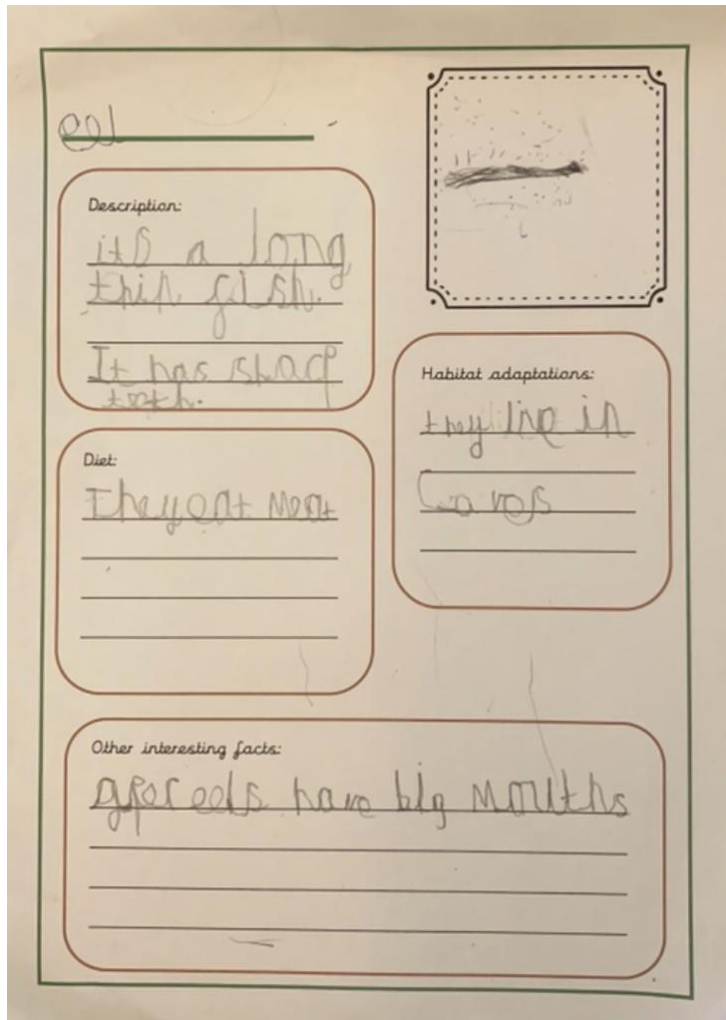 eel
Description:
its a long
thin fish.
It has sharp
teeth.
Habitat adaptations:
they live in
Caves
Diet:
They eat meat
Other interesting facts:
eels have big mouths